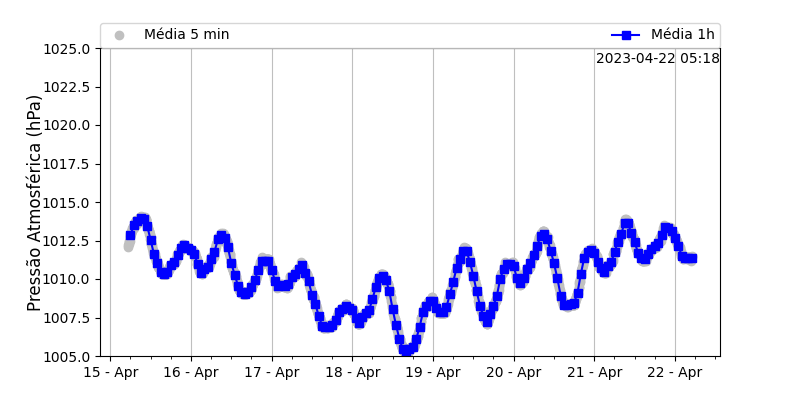 Média 5 min
Média 1h
2023-04-22 05:18
Pressão Atmosférica (hPa)
1025.0
1022.5
1020.0
1017.5
1015.0
1012.5
1010.0
1007.5
1005.0
15 - Apr
16 - Apr
17 - Apr
18 - Apr
19 - Apr
20 - Apr
21 - Apr
22 - Apr